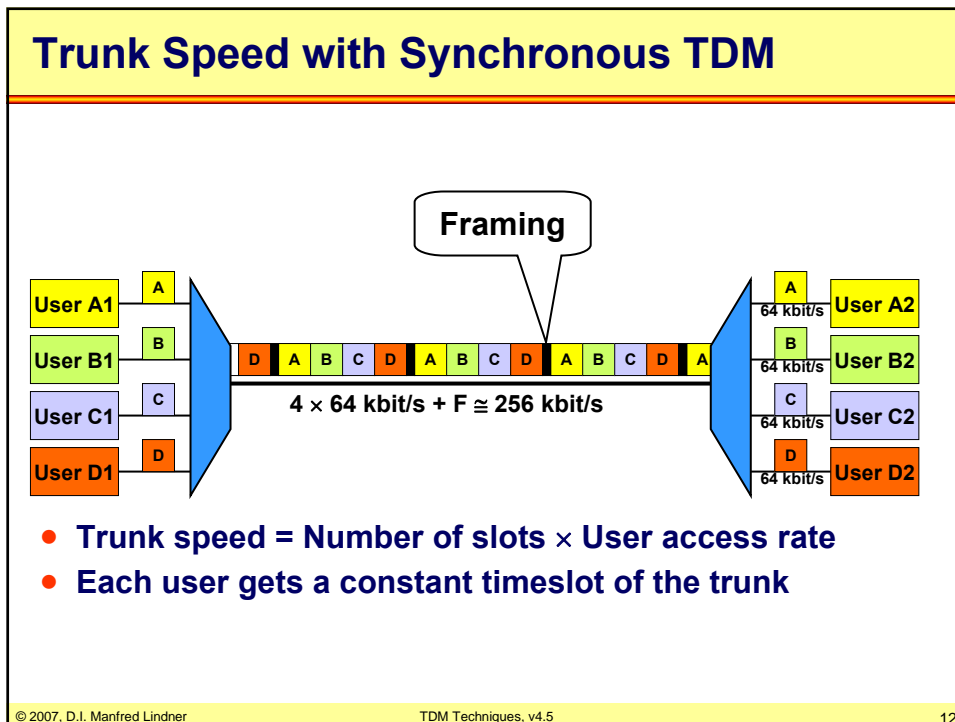 Trunk Speed with Synchronous TDM
Framing
User A1
A
User B1
B
User C1
C
User D1
D
D A B C D A B C D A B C D A
4 × 64 kbit/s + F ≅ 256 kbit/s
A
64 kbit/s
User A2
B
64 kbit/s
User B2
C
64 kbit/s
User C2
D
64 kbit/s
User D2
• Trunk speed = Number of slots × User access rate
• Each user gets a constant timeslot of the trunk
© 2007, D.I. Manfred Lindner
TDM Techniques, v4.5
12